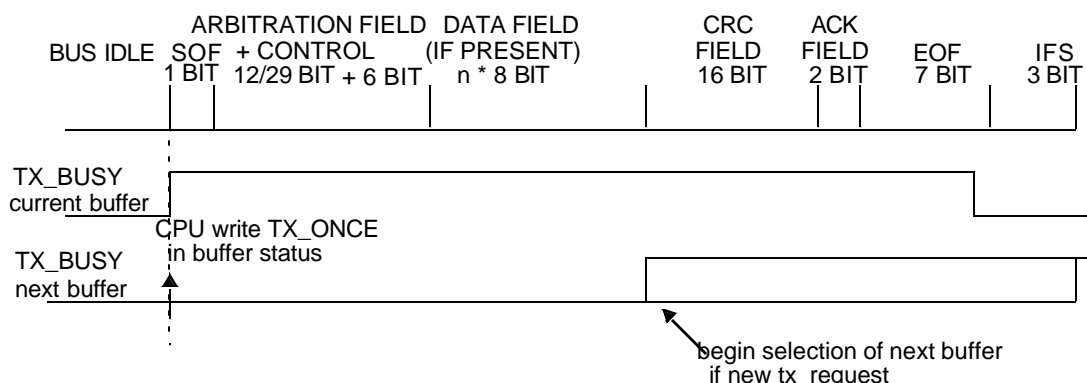 ARBITRATION FIELD DATA FIELD CRC ACK
BUS IDLE SOF + CONTROL (IF PRESENT) FIELD FIELD EOF IFS
1 BIT 12/29 BIT + 6 BIT n * 8 BIT 16 BIT 2 BIT 7 BIT 3 BIT
TX_BUSY
current buffer
CPU write TX_ONCE
in buffer status
TX_BUSY
next buffer
begin selection of next buffer
if new tx_request